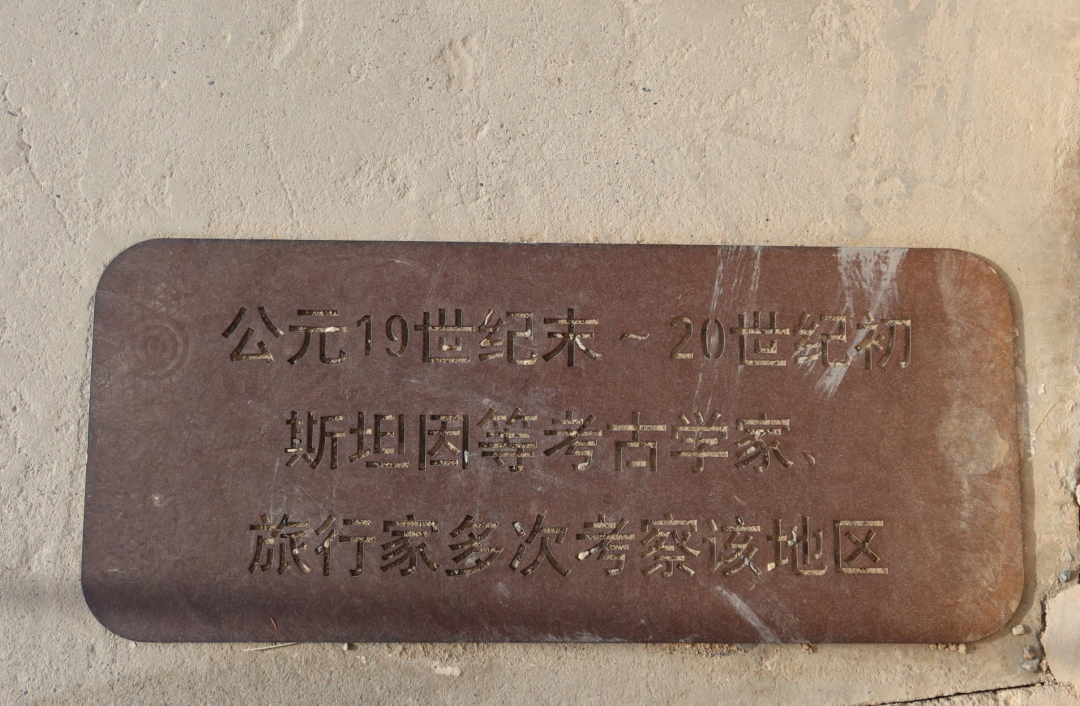 公元19世纪末~20世纪初
斯坦因等考古学家、
旅行家多次考察该地区